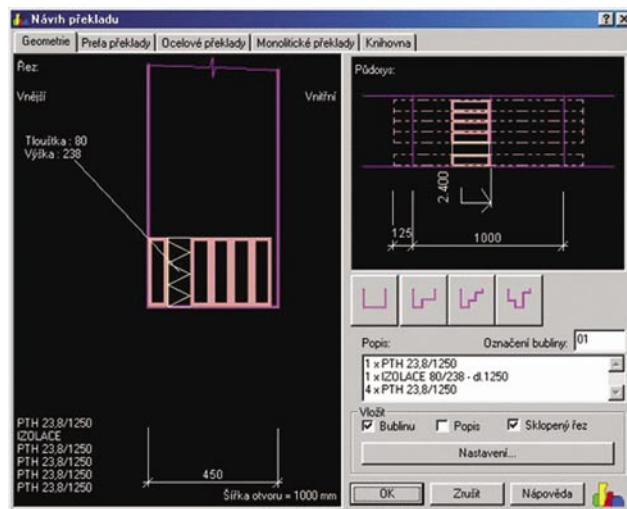 Návrh překladu
Geometrie Prefa překlady Ocelové překlady Monolitické překlady Knihovna
Řez:
Vnější Vnitřní
Tloušťka : 80
Výška : 238
PTH 23,8/1250
IZOLACE
PTH 23,8/1250
PTH 23,8/1250
PTH 23,8/1250
PTH 23,8/1250
450
Šířka otvoru = 1000 mm
Půdorys:
2.400
125 1000
Popis: Označení bubliny: 01
1 x PTH 23,8/1250
1 x IZOLACE 80/238 - dl.1250
4 x PTH 23,8/1250
Vložit
Bublinu Popis Sklopený řez
Nastavení...
OK Zrušit Nápověda